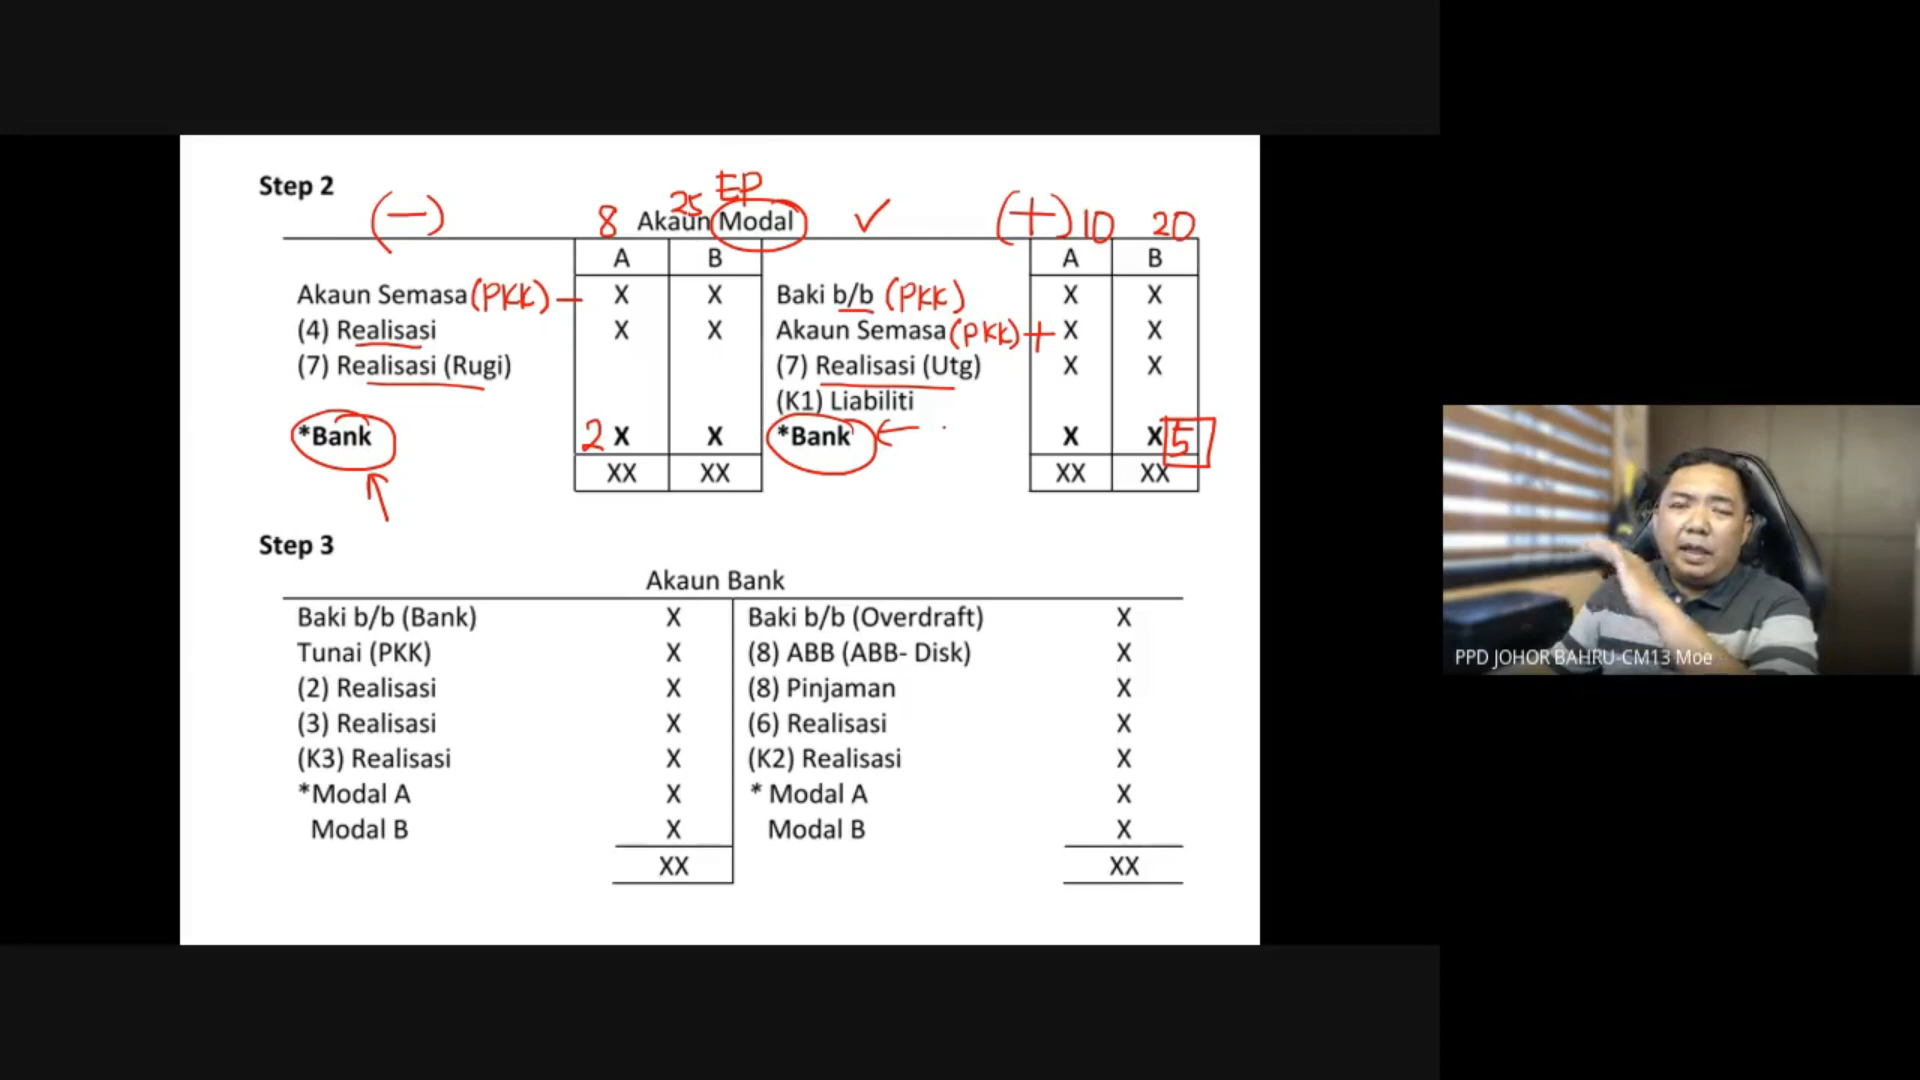 Step 2
(—) 8 25 EP Akaun Modal ✓ (+) 10 20
A B A B
Akaun Semasa (PKK) — X X Baki b/b (PKK) X X
(4) Realisasi X X Akaun Semasa (PKK) + X X
(7) Realisasi (Rugi) (7) Realisasi (Utg) X X
(K1) Liabiliti
*Bank 2 X X *Bank ← X X 5
XX XX XX XX
Step 3
Akaun Bank
Baki b/b (Bank) X Baki b/b (Overdraft) X
Tunai (PKK) X (8) ABB (ABB- Disk) X
(2) Realisasi X (8) Pinjaman X
(3) Realisasi X (6) Realisasi X
(K3) Realisasi X (K2) Realisasi X
*Modal A X * Modal A X
Modal B X Modal B X
XX XX
PPD JOHOR BAHRU-CM13 Moe